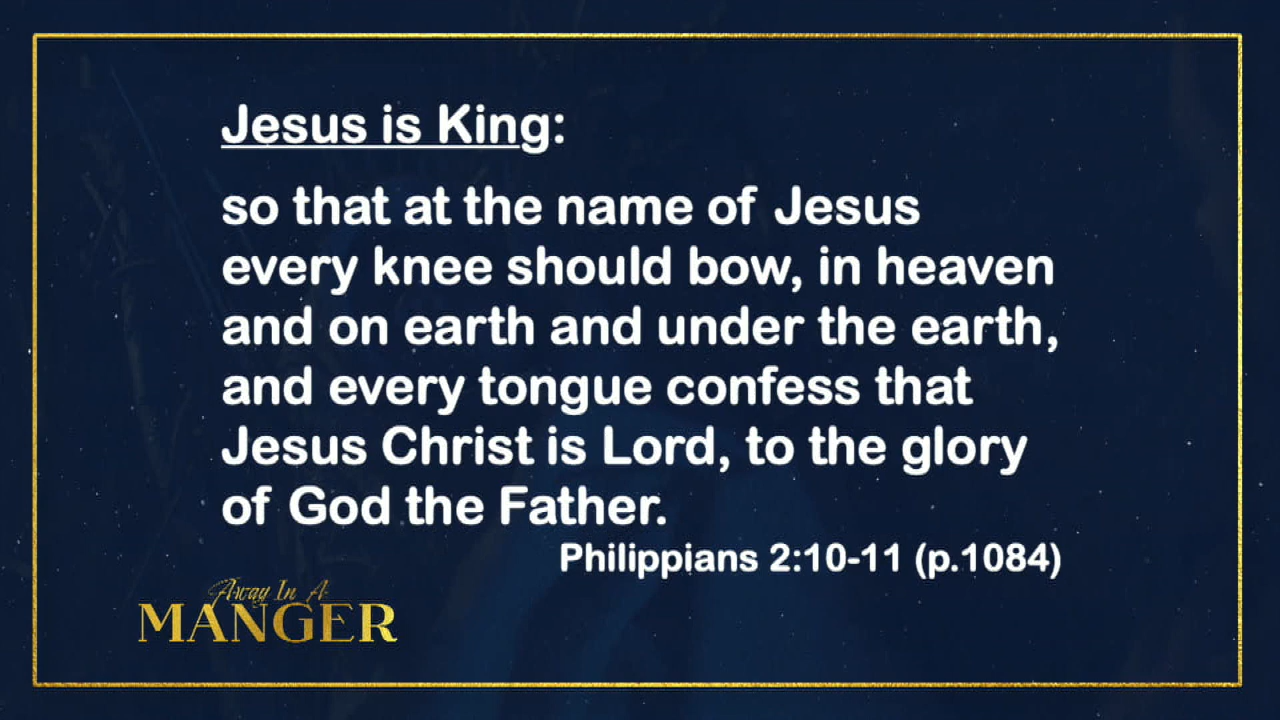 Jesus is King:
so that at the name of Jesus
every knee should bow, in heaven
and on earth and under the earth,
and every tongue confess that
Jesus Christ is Lord, to the glory
of God the Father.
Philippians 2:10-11 (p.1084)
Away In A
MANGER